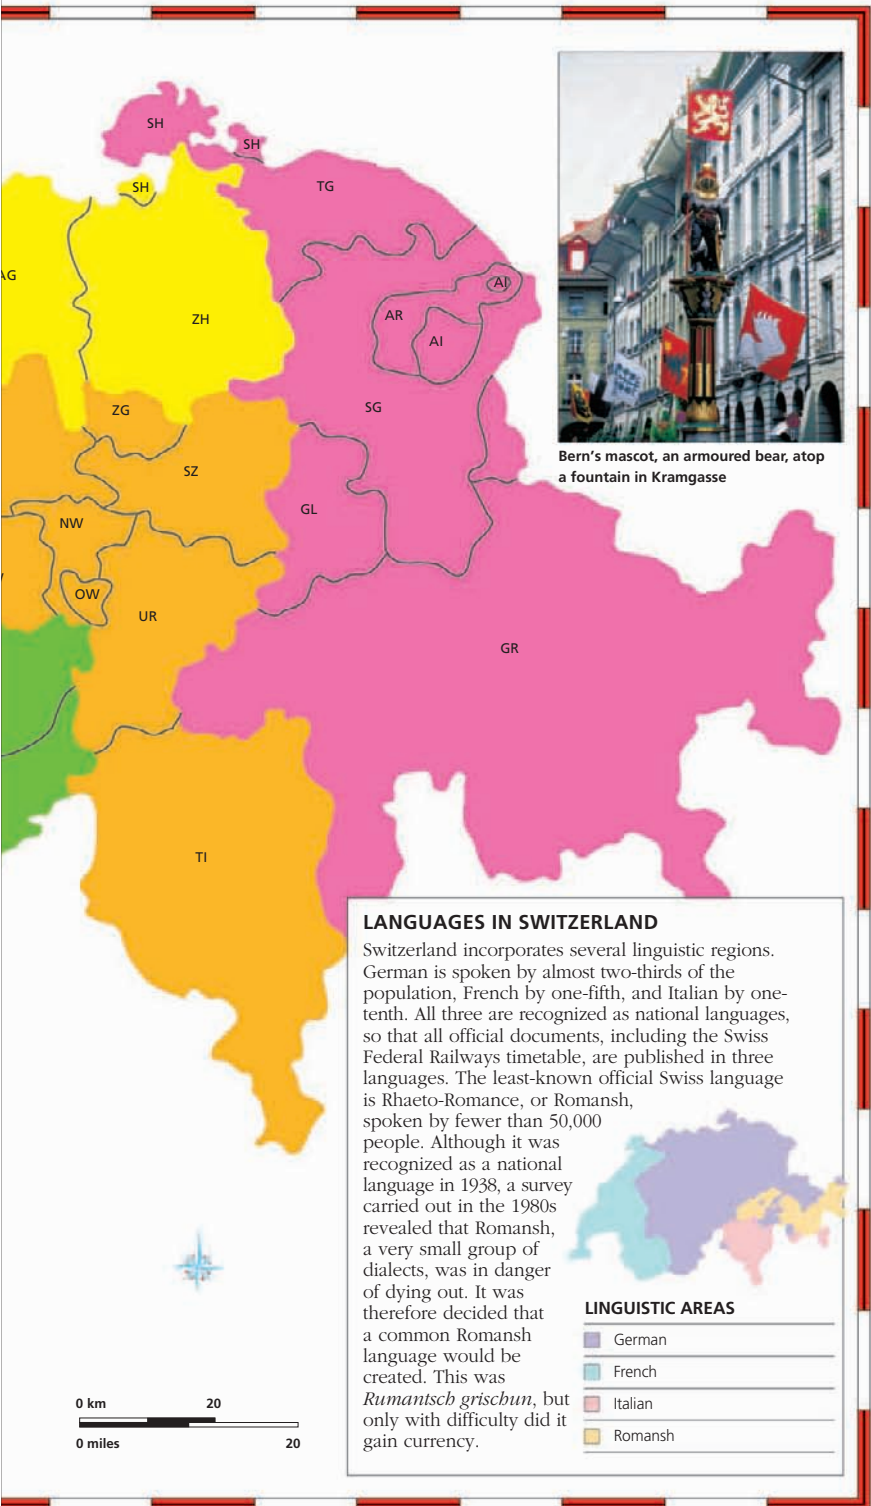 SH
SH
SH
TG
AG
ZH
AI
AR
AI
ZG
SG
SZ
GL
NW
OW
UR
GR
TI
Bern's mascot, an armoured bear, atop
a fountain in Kramgasse
LANGUAGES IN SWITZERLAND
Switzerland incorporates several linguistic regions.
German is spoken by almost two-thirds of the
population, French by one-fifth, and Italian by one-
tenth. All three are recognized as national languages,
so that all official documents, including the Swiss
Federal Railways timetable, are published in three
languages. The least-known official Swiss language
is Rhaeto-Romance, or Romansh,
spoken by fewer than 50,000
people. Although it was
recognized as a national
language in 1938, a survey
carried out in the 1980s
revealed that Romansh,
a very small group of
dialects, was in danger
of dying out. It was
therefore decided that
a common Romansh
language would be
created. This was
Rumantsch grischun, but
only with difficulty did it
gain currency.
LINGUISTIC AREAS
German
French
Italian
Romansh
0 km 20
0 miles 20